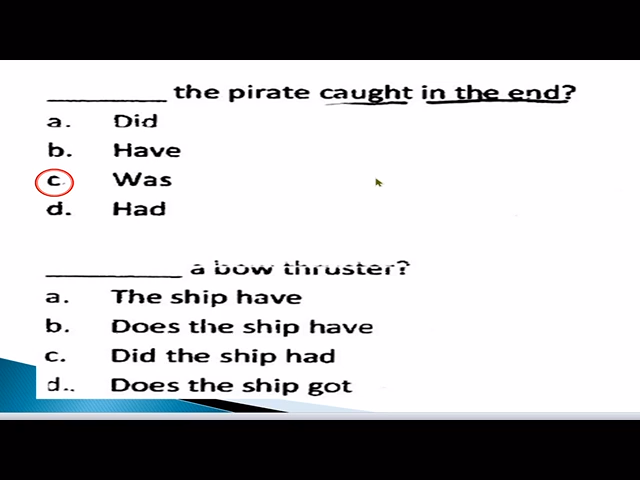 ________ the pirate caught in the end?
a. Did
b. Have
c. Was
d. Had
_________ a bow thruster?
a. The ship have
b. Does the ship have
c. Did the ship had
d.. Does the ship got